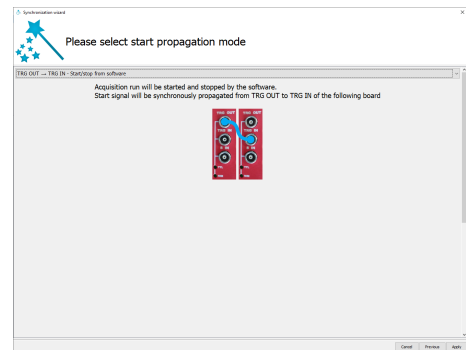 Synchronization wizard
Please select start propagation mode
TRG OUT → TRG IN - Start/stop from software
Acquisition run will be started and stopped by the software.
Start signal will be synchronously propagated from TRG OUT to TRG IN of the following board
TRG OUT TRG OUT
TRG IN TRG IN
S IN S IN
Cancel Previous Apply